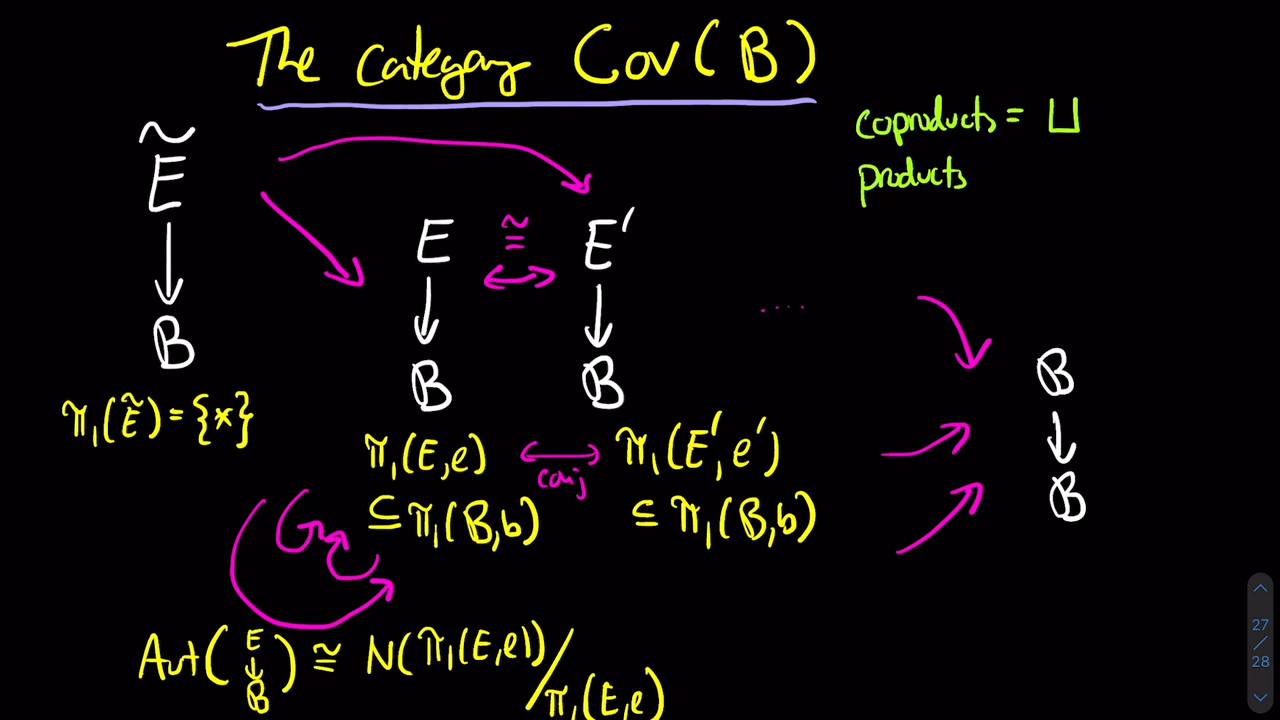 The category Cov(B)
coproducts = ⊔
products
Ẽ
↓
B
π₁(Ẽ) = {*}
E ≅ E′
↓ ↓
B B
....
π₁(E,e) ↔ π₁(E′,e′)
conj
⊆ π₁(B,b) ⊆ π₁(B,b)
B
↓
B
Aut(E↓B) ≅ N(π₁(E,e))/π₁(E,e)
27
/
28